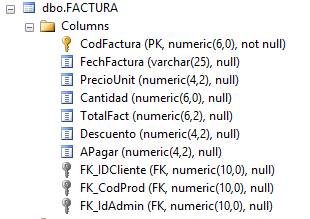 dbo.FACTURA
Columns
CodFactura (PK, numeric(6,0), not null)
FechFactura (varchar(25), null)
PrecioUnit (numeric(4,2), null)
Cantidad (numeric(6,0), null)
TotalFact (numeric(6,2), null)
Descuento (numeric(4,2), null)
APagar (numeric(4,2), null)
FK_IDCliente (FK, numeric(10,0), null)
FK_CodProd (FK, numeric(10,0), null)
FK_IdAdmin (FK, numeric(10,0), null)